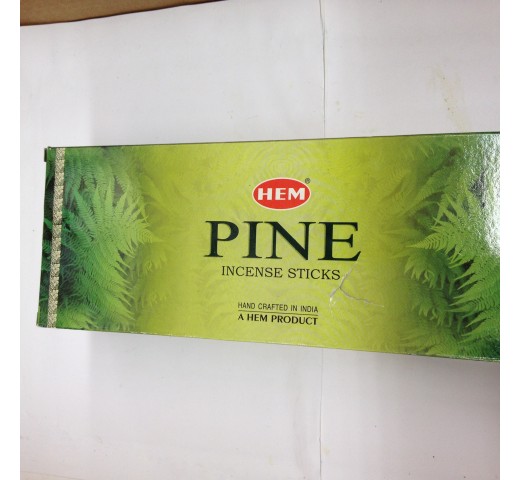 HEM®
PINE
INCENSE STICKS
HAND CRAFTED IN INDIA
A HEM PRODUCT